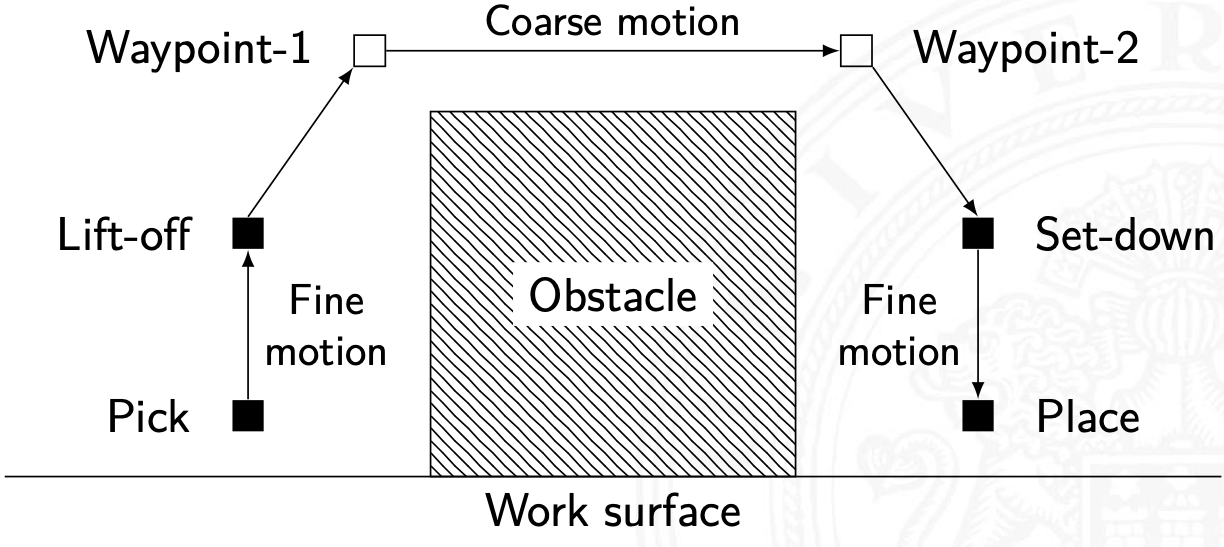 Coarse motion
Waypoint-1
Waypoint-2
Lift-off
Set-down
Fine
motion
Obstacle
Fine
motion
Pick
Place
Work surface